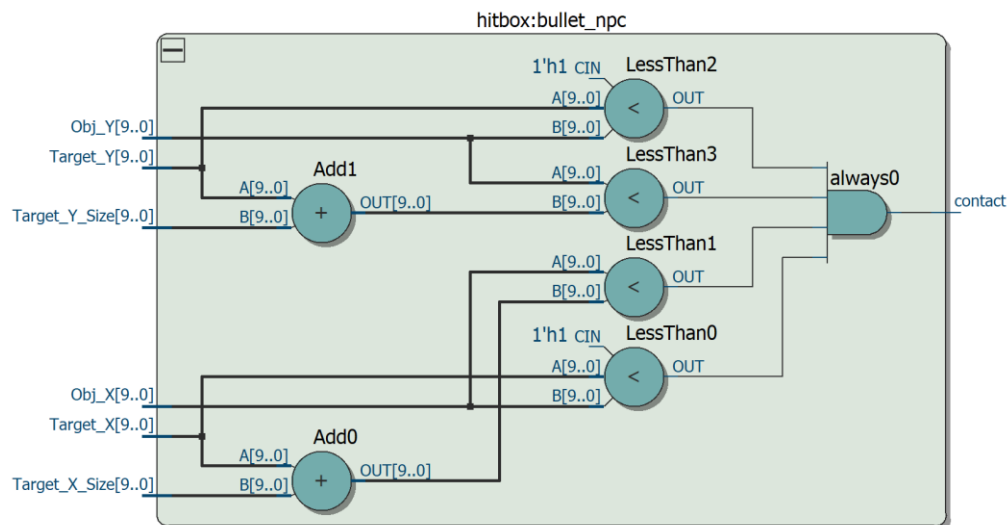 hitbox:bullet_npc
1'h1 CIN
LessThan2
A[9..0]
OUT
Obj_Y[9..0]
B[9..0]
Target_Y[9..0]
LessThan3
Add1
A[9..0]
always0
A[9..0]
OUT[9..0]
OUT
B[9..0]
contact
Target_Y_Size[9..0]
B[9..0]
LessThan1
A[9..0]
OUT
B[9..0]
1'h1 CIN
LessThan0
A[9..0]
OUT
Obj_X[9..0]
B[9..0]
Target_X[9..0]
Add0
A[9..0]
OUT[9..0]
Target_X_Size[9..0]
B[9..0]